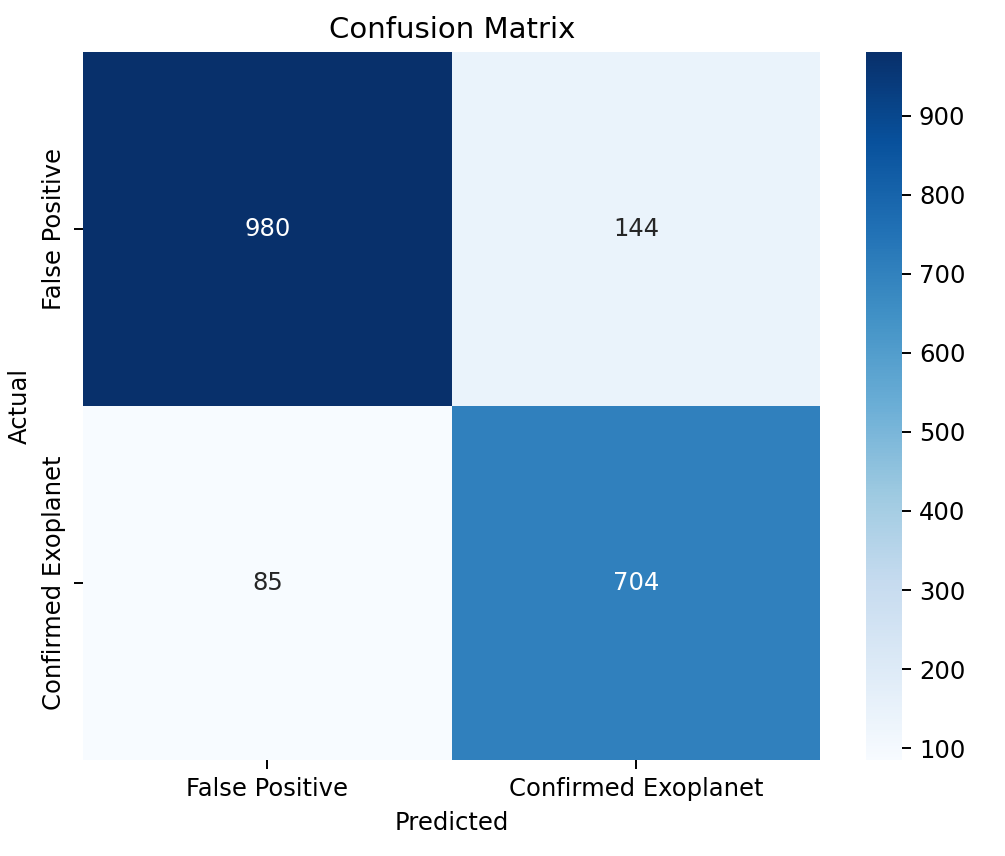 Confusion Matrix
Actual
False Positive
Confirmed Exoplanet
980
144
85
704
False Positive
Confirmed Exoplanet
Predicted
900
800
700
600
500
400
300
200
100